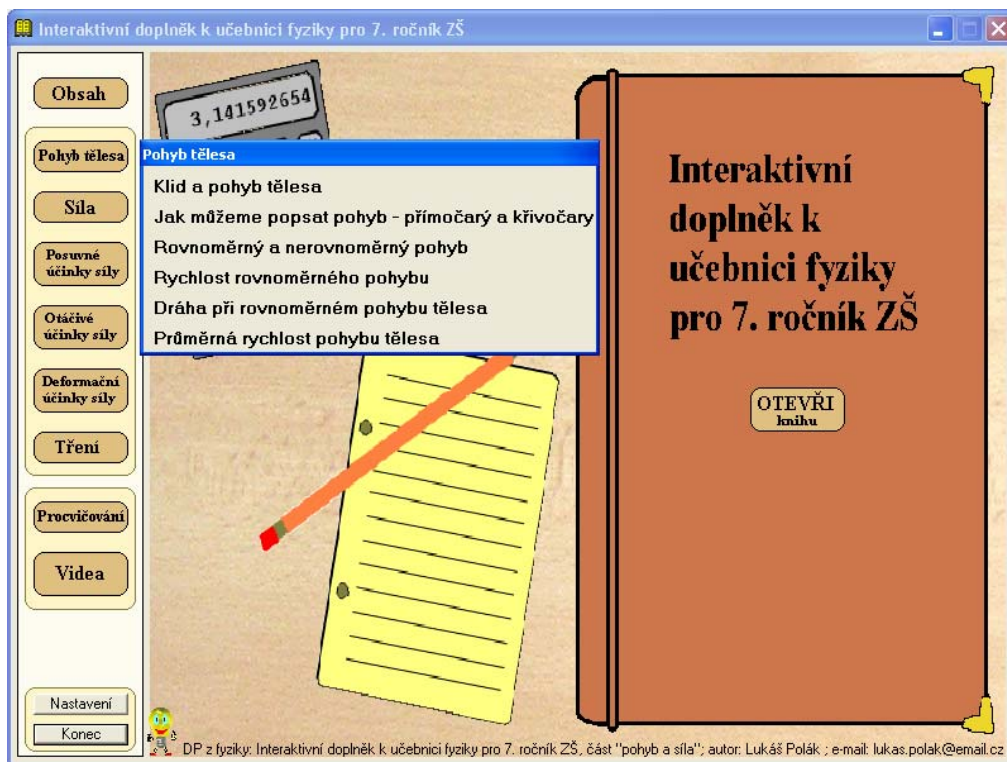 Interaktivní doplněk k učebnici fyziky pro 7. ročník ZŠ
Obsah
Pohyb tělesa
Síla
Posuvné
účinky síly
Otáčivé
účinky síly
Deformační
účinky síly
Tření
Procvičování
Videa
Nastavení
Konec
3,141592654
Pohyb tělesa
Klid a pohyb tělesa
Jak můžeme popsat pohyb - přímočarý a křivočary
Rovnoměrný a nerovnoměrný pohyb
Rychlost rovnoměrného pohybu
Dráha při rovnoměrném pohybu tělesa
Průměrná rychlost pohybu tělesa
Interaktivní
doplněk k
učebnici fyziky
pro 7. ročník ZŠ
OTEVŘI
knihu
DP z fyziky: Interaktivní doplněk k učebnici fyziky pro 7. ročník ZŠ, část "pohyb a síla"; autor: Lukáš Polák ; e-mail: lukas.polak@email.cz